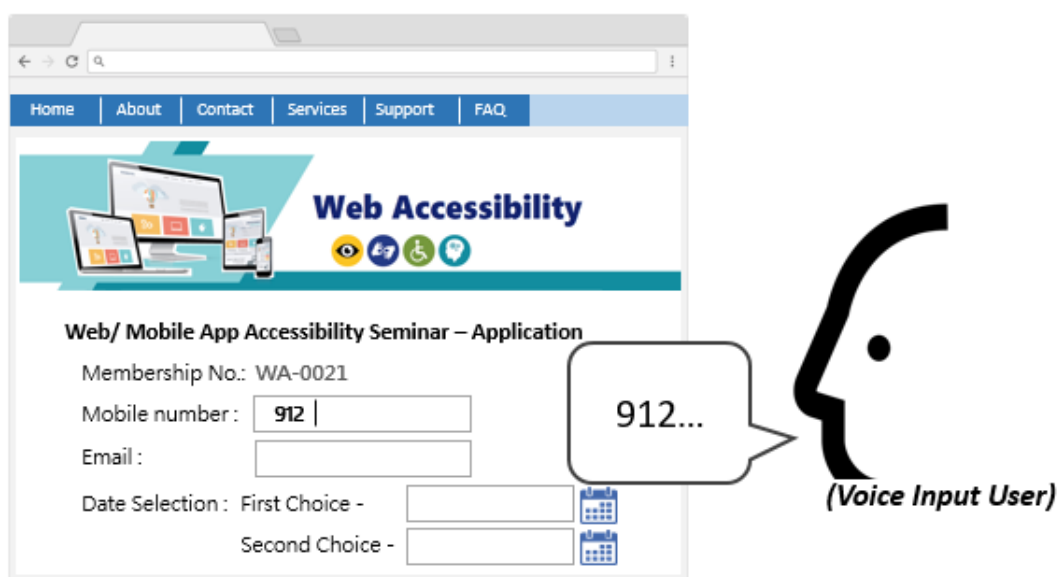 Home About Contact Services Support FAQ
Web Accessibility
Web/ Mobile App Accessibility Seminar – Application
Membership No.: WA-0021
Mobile number : 912
Email :
Date Selection : First Choice -
Second Choice -
912...
(Voice Input User)